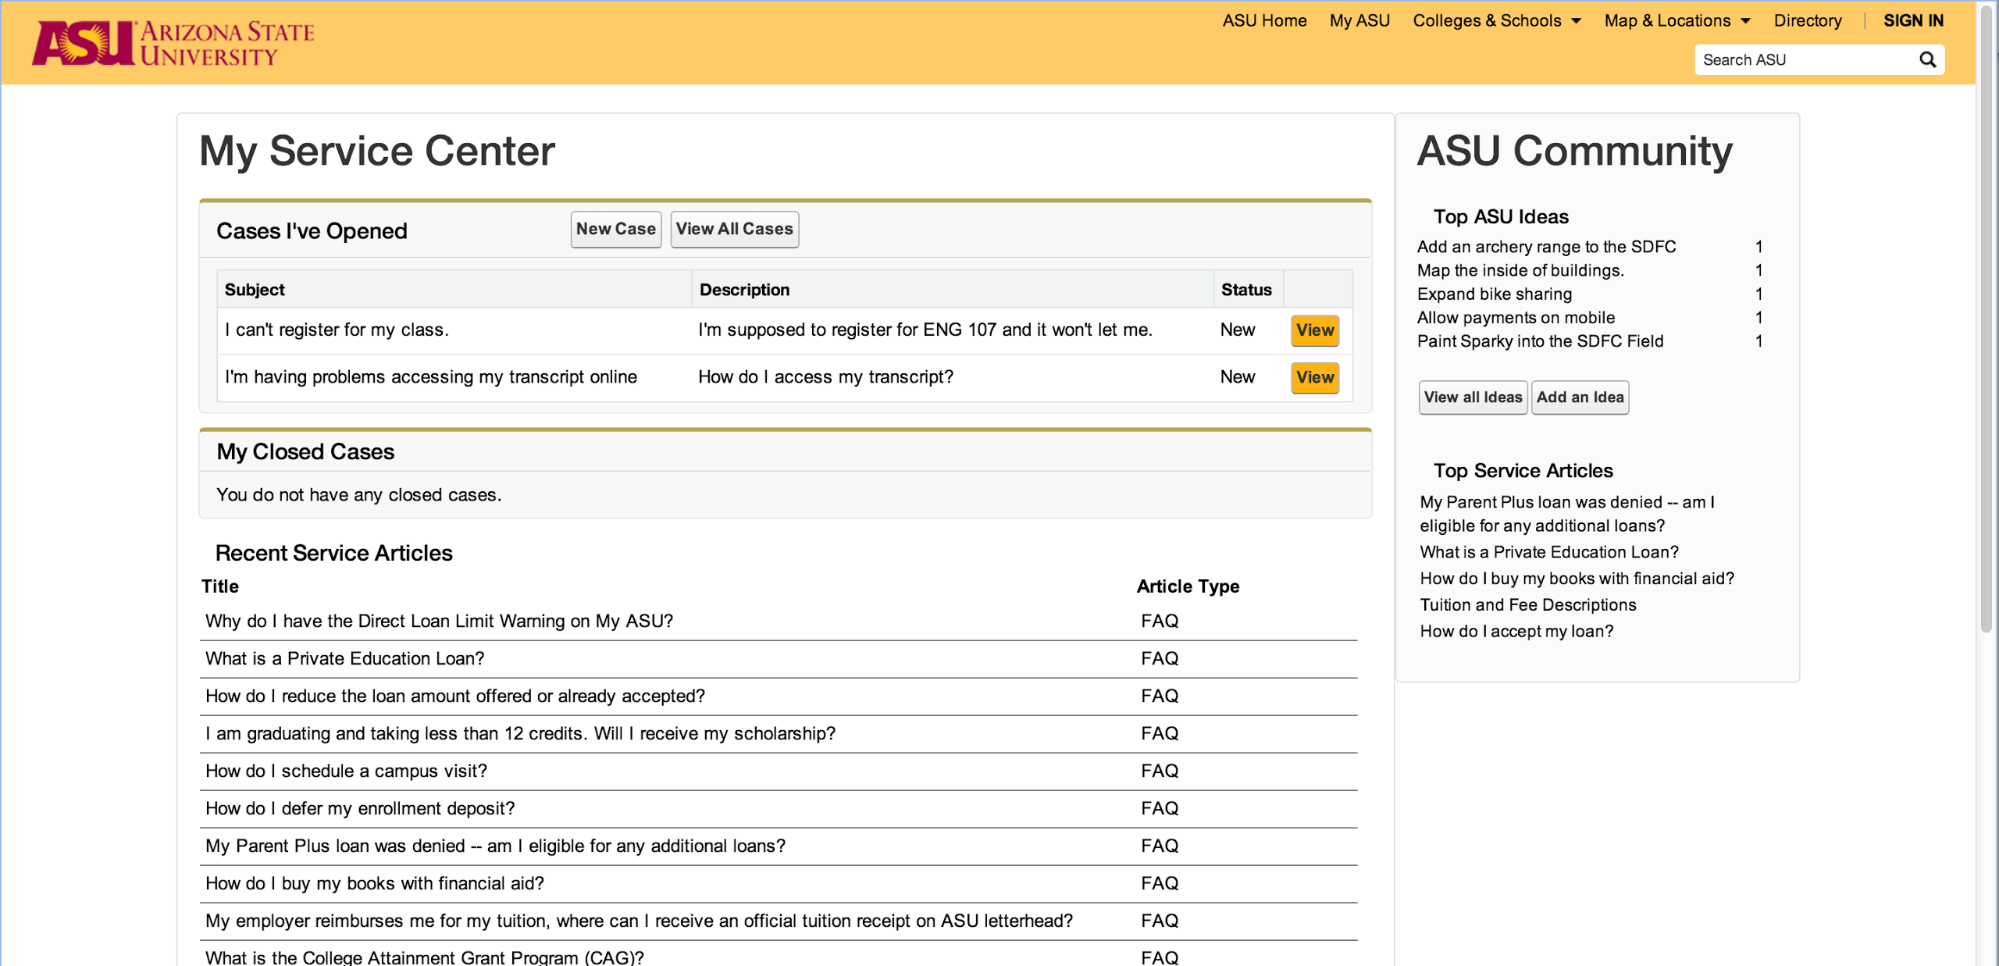 ASU ARIZONA STATE UNIVERSITY
ASU Home My ASU Colleges & Schools Map & Locations Directory | SIGN IN
Search ASU
My Service Center
Cases I've Opened New Case View All Cases
Subject Description Status
I can't register for my class. I'm supposed to register for ENG 107 and it won't let me. New View
I'm having problems accessing my transcript online How do I access my transcript? New View
My Closed Cases
You do not have any closed cases.
Recent Service Articles
Title Article Type
Why do I have the Direct Loan Limit Warning on My ASU? FAQ
What is a Private Education Loan? FAQ
How do I reduce the loan amount offered or already accepted? FAQ
I am graduating and taking less than 12 credits. Will I receive my scholarship? FAQ
How do I schedule a campus visit? FAQ
How do I defer my enrollment deposit? FAQ
My Parent Plus loan was denied -- am I eligible for any additional loans? FAQ
How do I buy my books with financial aid? FAQ
My employer reimburses me for my tuition, where can I receive an official tuition receipt on ASU letterhead? FAQ
What is the College Attainment Grant Program (CAG)? FAQ
ASU Community
Top ASU Ideas
Add an archery range to the SDFC 1
Map the inside of buildings. 1
Expand bike sharing 1
Allow payments on mobile 1
Paint Sparky into the SDFC Field 1
View all Ideas Add an Idea
Top Service Articles
My Parent Plus loan was denied -- am I
eligible for any additional loans?
What is a Private Education Loan?
How do I buy my books with financial aid?
Tuition and Fee Descriptions
How do I accept my loan?